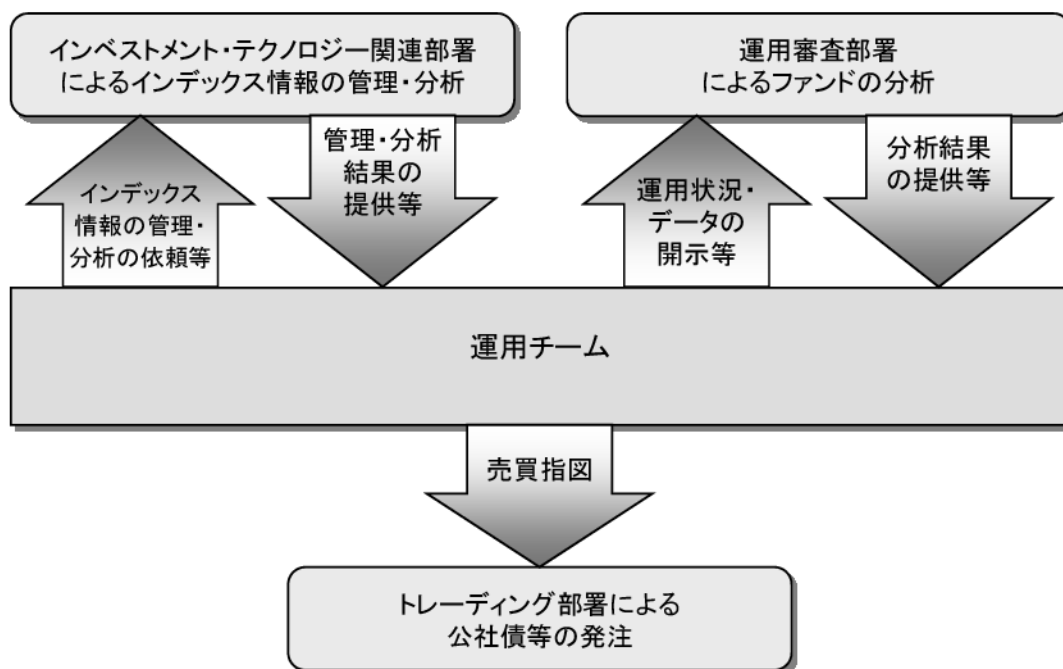 インベストメント・テクノロジー関連部署
によるインデックス情報の管理・分析
運用審査部署
によるファンドの分析
インデックス
情報の管理・
分析の依頼等
管理・分析
結果の
提供等
運用状況・
データの
開示等
分析結果
の提供等
運用チーム
売買指図
トレーディング部署による
公社債等の発注